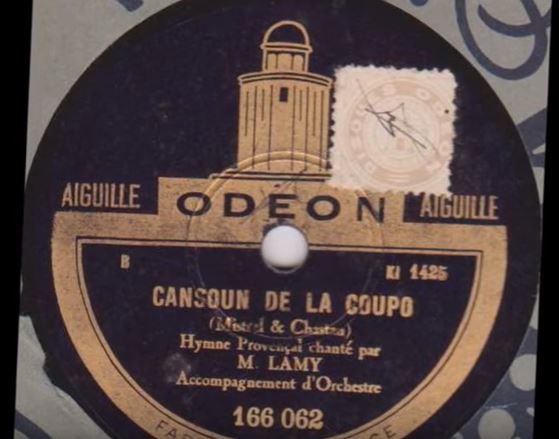 AIGUILLE ODEON AIGUILLE
B KI 1425
CANSOUN DE LA COUPO
(Mistral & Chastan)
Hymne Provençal chanté par
M. LAMY
Accompagnement d'Orchestre
166 062